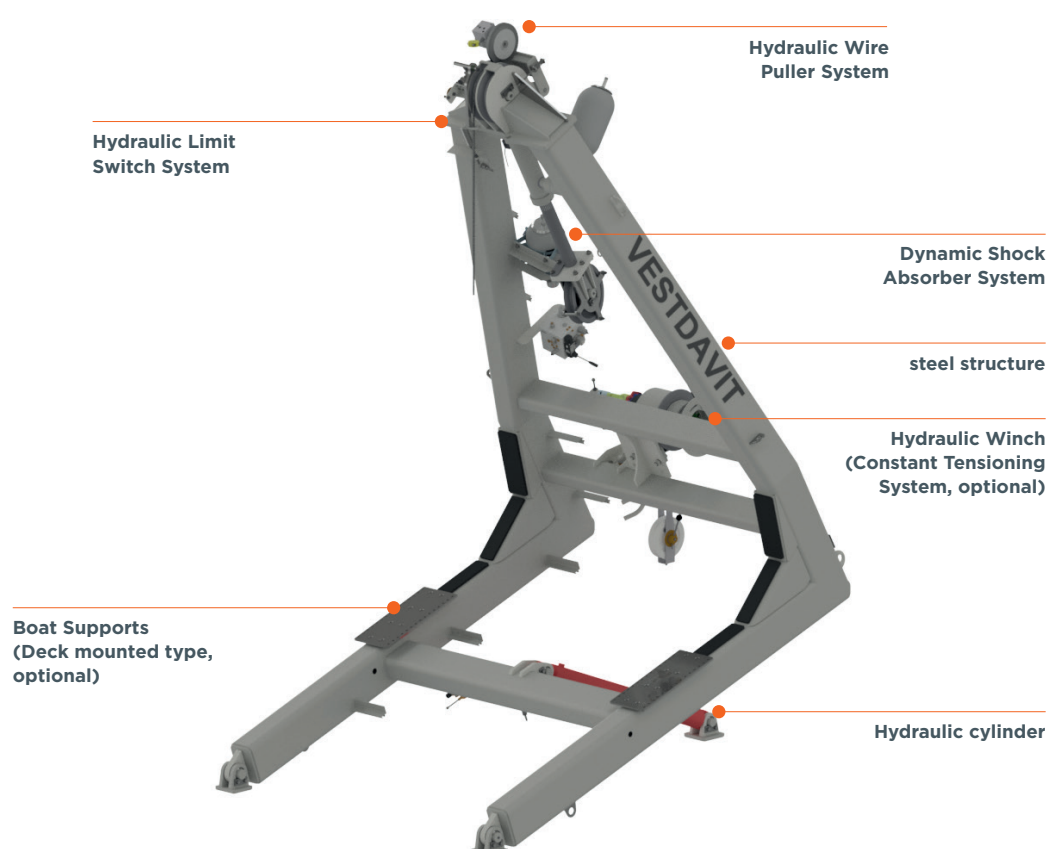 Hydraulic Wire
Puller System
Hydraulic Limit
Switch System
Dynamic Shock
Absorber System
VESTDAVIT
steel structure
Hydraulic Winch
(Constant Tensioning
System, optional)
Boat Supports
(Deck mounted type,
optional)
Hydraulic cylinder